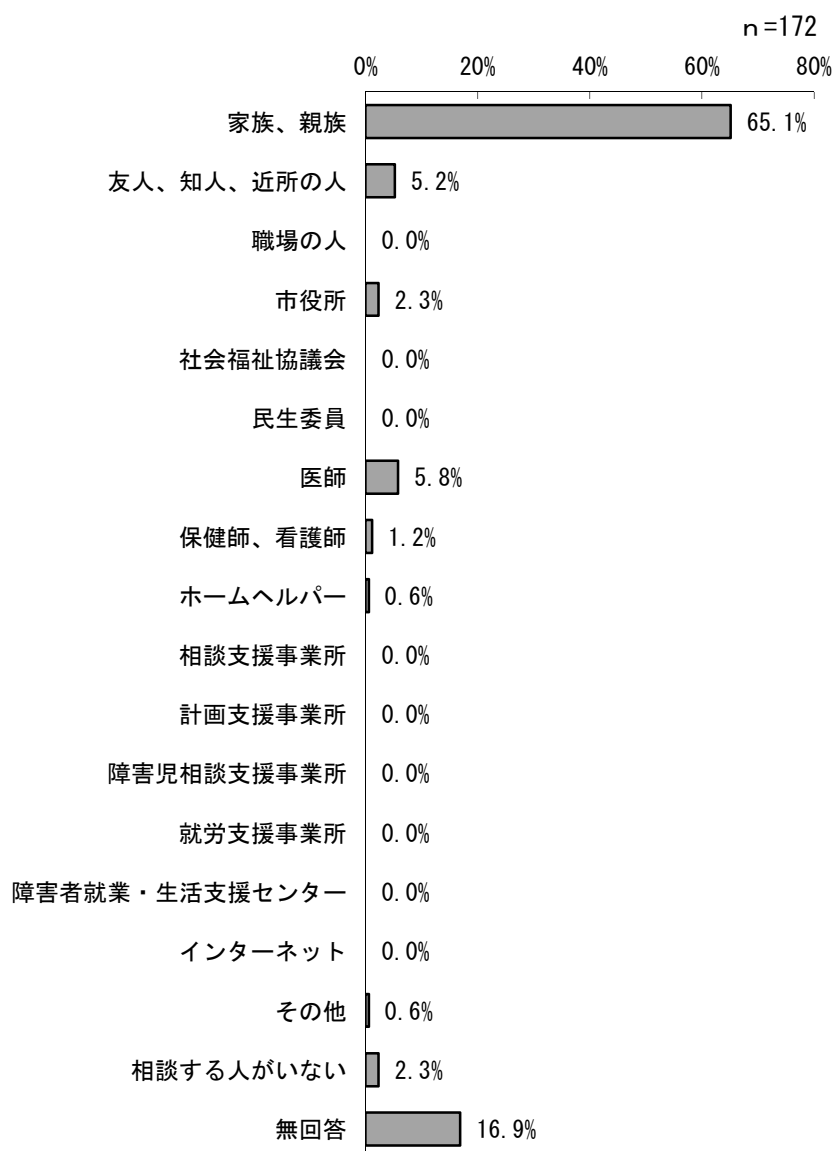 n=172
0% 20% 40% 60% 80%
家族、親族 65.1%
友人、知人、近所の人 5.2%
職場の人 0.0%
市役所 2.3%
社会福祉協議会 0.0%
民生委員 0.0%
医師 5.8%
保健師、看護師 1.2%
ホームヘルパー 0.6%
相談支援事業所 0.0%
計画支援事業所 0.0%
障害児相談支援事業所 0.0%
就労支援事業所 0.0%
障害者就業・生活支援センター 0.0%
インターネット 0.0%
その他 0.6%
相談する人がいない 2.3%
無回答 16.9%